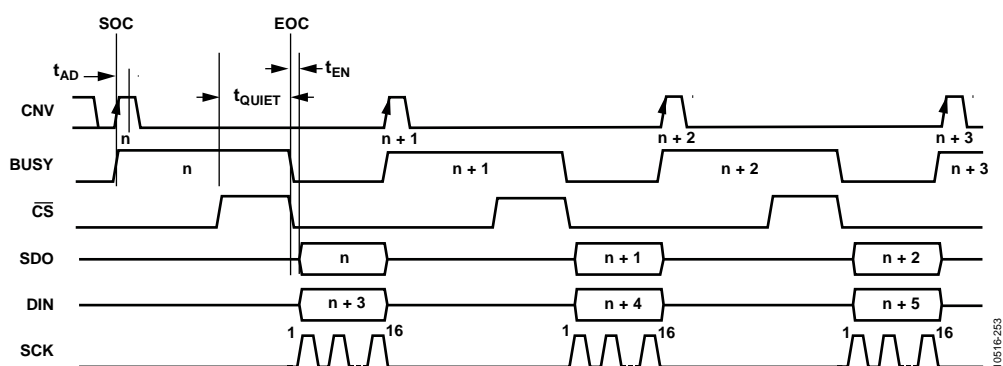 SOC EOC
tAD tEN
tQUIET
CNV
n n + 1 n + 2 n + 3
BUSY n n + 1 n + 2 n + 3
CS
SDO n n + 1 n + 2
DIN n + 3 n + 4 n + 5
1 16 1 16 1 16
SCK
10516-253